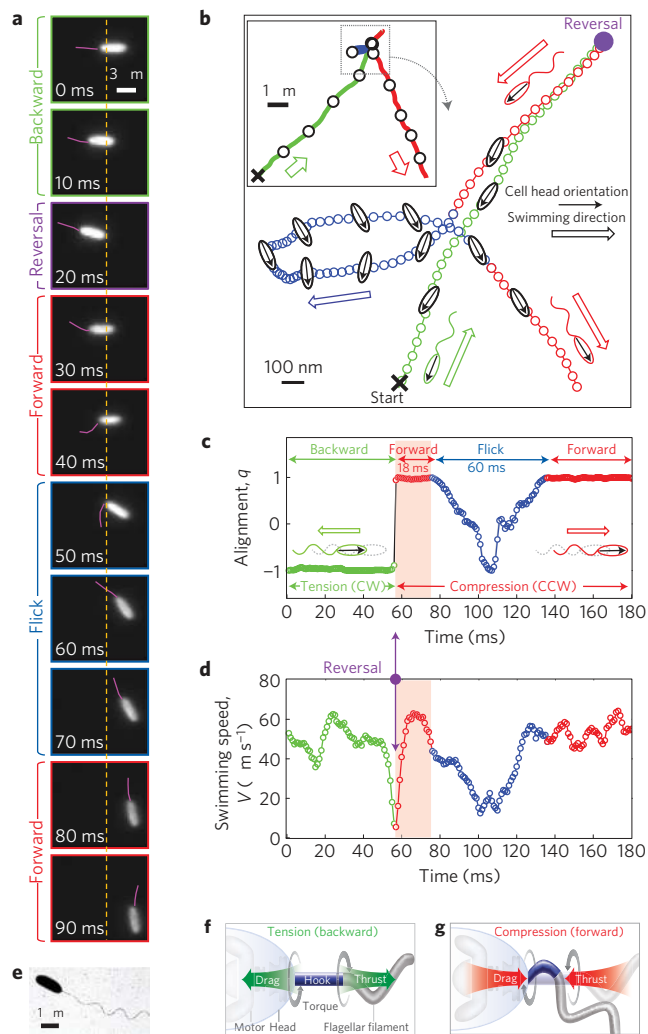 a
Backward
Reversal
Forward
Flick
Forward
0 ms
3 m
10 ms
20 ms
30 ms
40 ms
50 ms
60 ms
70 ms
80 ms
90 ms
e
1 m
b
Reversal
1 m
Cell head orientation
Swimming direction
100 nm
Start
c
Backward
Forward
Flick
Forward
18 ms
60 ms
Alignment, q
1
0
−1
Tension (CW)
Compression (CCW)
0 20 40 60 80 100 120 140 160 180
Time (ms)
d
Reversal
Swimming speed,
V ( m s⁻¹)
80
60
40
20
0
0 20 40 60 80 100 120 140 160 180
Time (ms)
f
Tension (backward)
Drag
Hook
Thrust
Torque
Motor Head
Flagellar filament
g
Compression (forward)
Drag
Thrust